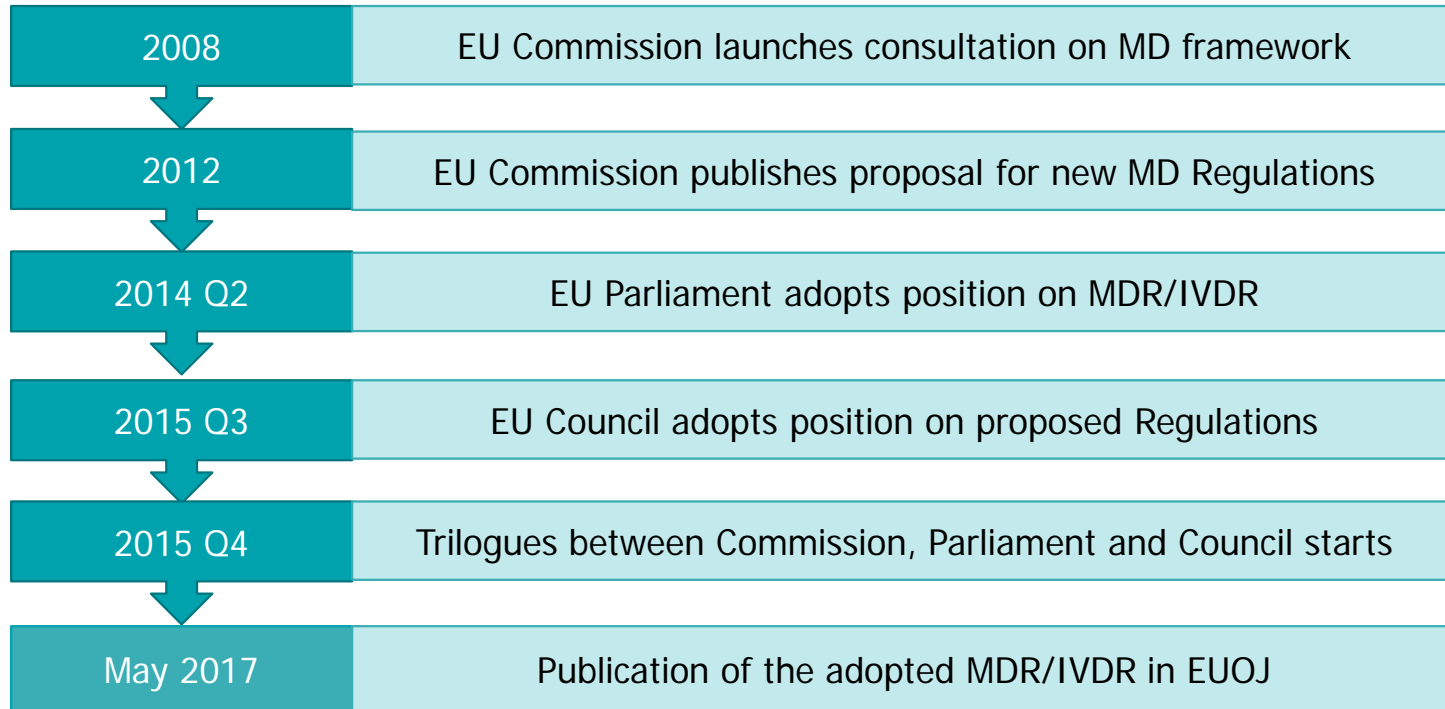 2008
EU Commission launches consultation on MD framework
2012
EU Commission publishes proposal for new MD Regulations
2014 Q2
EU Parliament adopts position on MDR/IVDR
2015 Q3
EU Council adopts position on proposed Regulations
2015 Q4
Trilogues between Commission, Parliament and Council starts
May 2017
Publication of the adopted MDR/IVDR in EUOJ